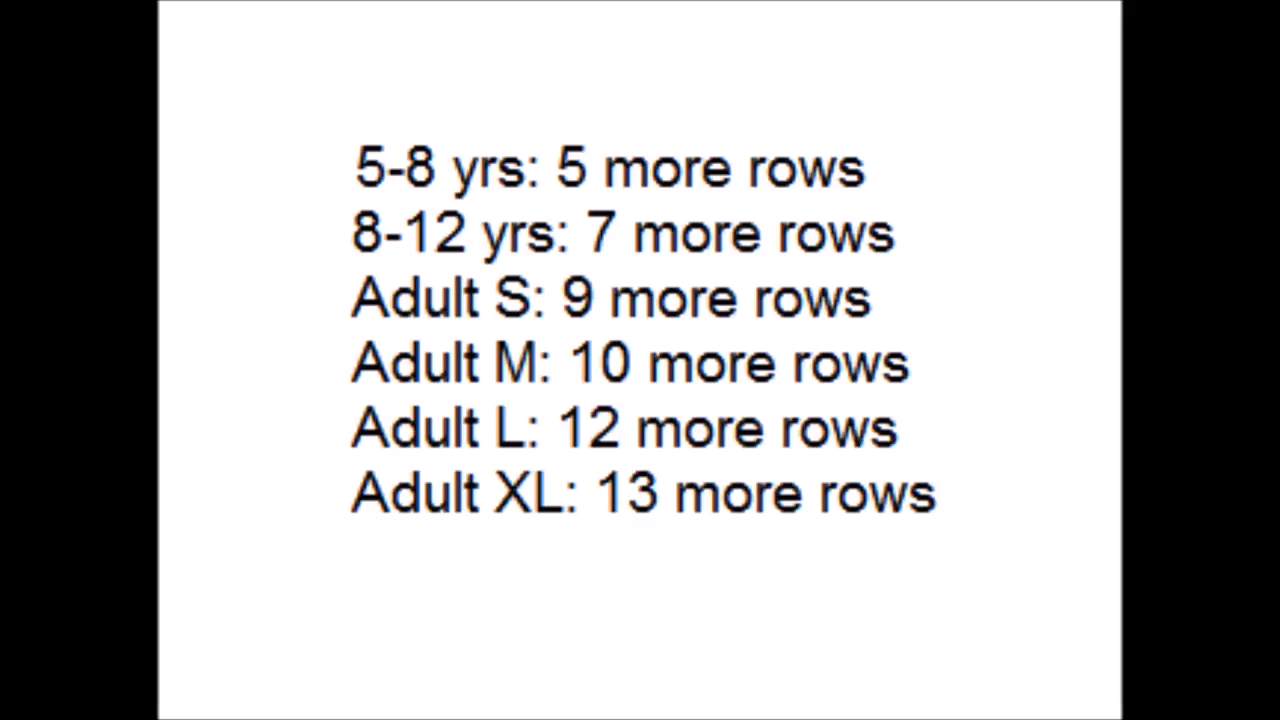 5-8 yrs: 5 more rows
8-12 yrs: 7 more rows
Adult S: 9 more rows
Adult M: 10 more rows
Adult L: 12 more rows
Adult XL: 13 more rows